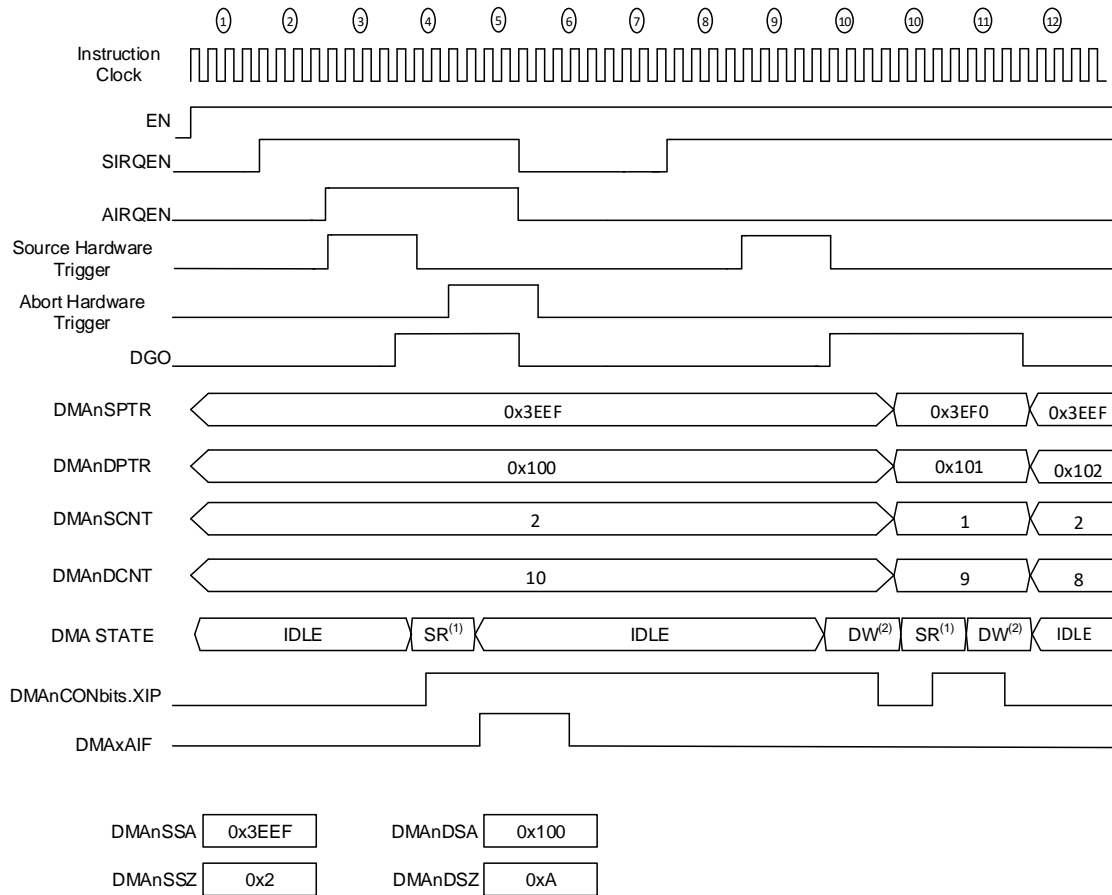 1 2 3 4 5 6 7 8 9 10 10 11 12
Instruction
Clock
EN
SIRQEN
AIRQEN
Source Hardware
Trigger
Abort Hardware
Trigger
DGO
DMAnSPTR 0x3EEF 0x3EF0 0x3EEF
DMAnDPTR 0x100 0x101 0x102
DMAnSCNT 2 1 2
DMAnDCNT 10 9 8
DMA STATE IDLE SR(1) IDLE DW(2) SR(1) DW(2) IDLE
DMAnCONbits.XIP
DMAxAIF
DMAnSSA 0x3EEF DMAnDSA 0x100
DMAnSSZ 0x2 DMAnDSZ 0xA